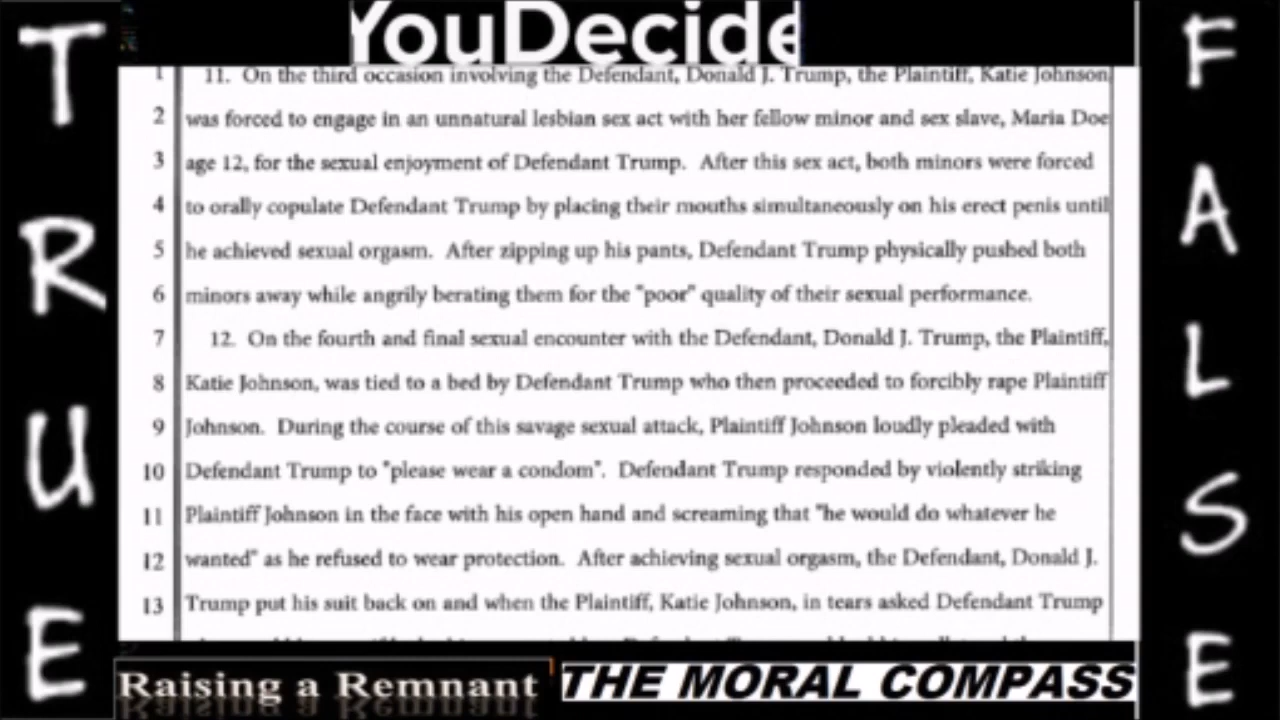 YouDecide
TRUE
FALSE
1 11. On the third occasion involving the Defendant, Donald J. Trump, the Plaintiff, Katie Johnson,
2 was forced to engage in an unnatural lesbian sex act with her fellow minor and sex slave, Maria Doe
3 age 12, for the sexual enjoyment of Defendant Trump. After this sex act, both minors were forced
4 to orally copulate Defendant Trump by placing their mouths simultaneously on his erect penis until
5 he achieved sexual orgasm. After zipping up his pants, Defendant Trump physically pushed both
6 minors away while angrily berating them for the "poor" quality of their sexual performance.
7 12. On the fourth and final sexual encounter with the Defendant, Donald J. Trump, the Plaintiff,
8 Katie Johnson, was tied to a bed by Defendant Trump who then proceeded to forcibly rape Plaintiff
9 Johnson. During the course of this savage sexual attack, Plaintiff Johnson loudly pleaded with
10 Defendant Trump to "please wear a condom". Defendant Trump responded by violently striking
11 Plaintiff Johnson in the face with his open hand and screaming that "he would do whatever he
12 wanted" as he refused to wear protection. After achieving sexual orgasm, the Defendant, Donald J.
13 Trump put his suit back on and when the Plaintiff, Katie Johnson, in tears asked Defendant Trump
Raising a Remnant
THE MORAL COMPASS